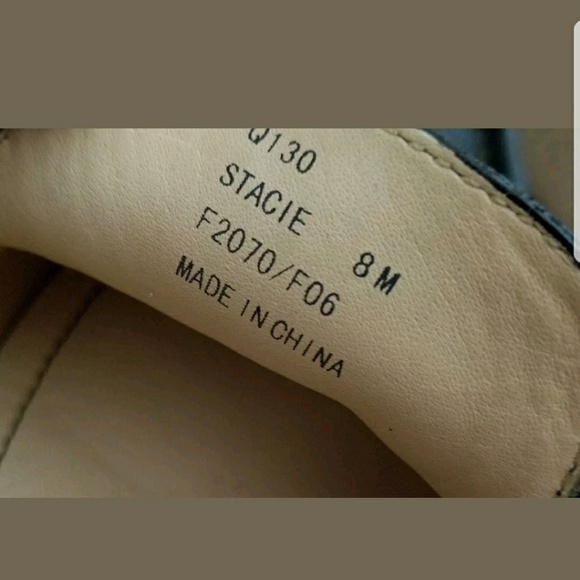 Q130
STACIE 8M
F2070/F06
MADE IN CHINA